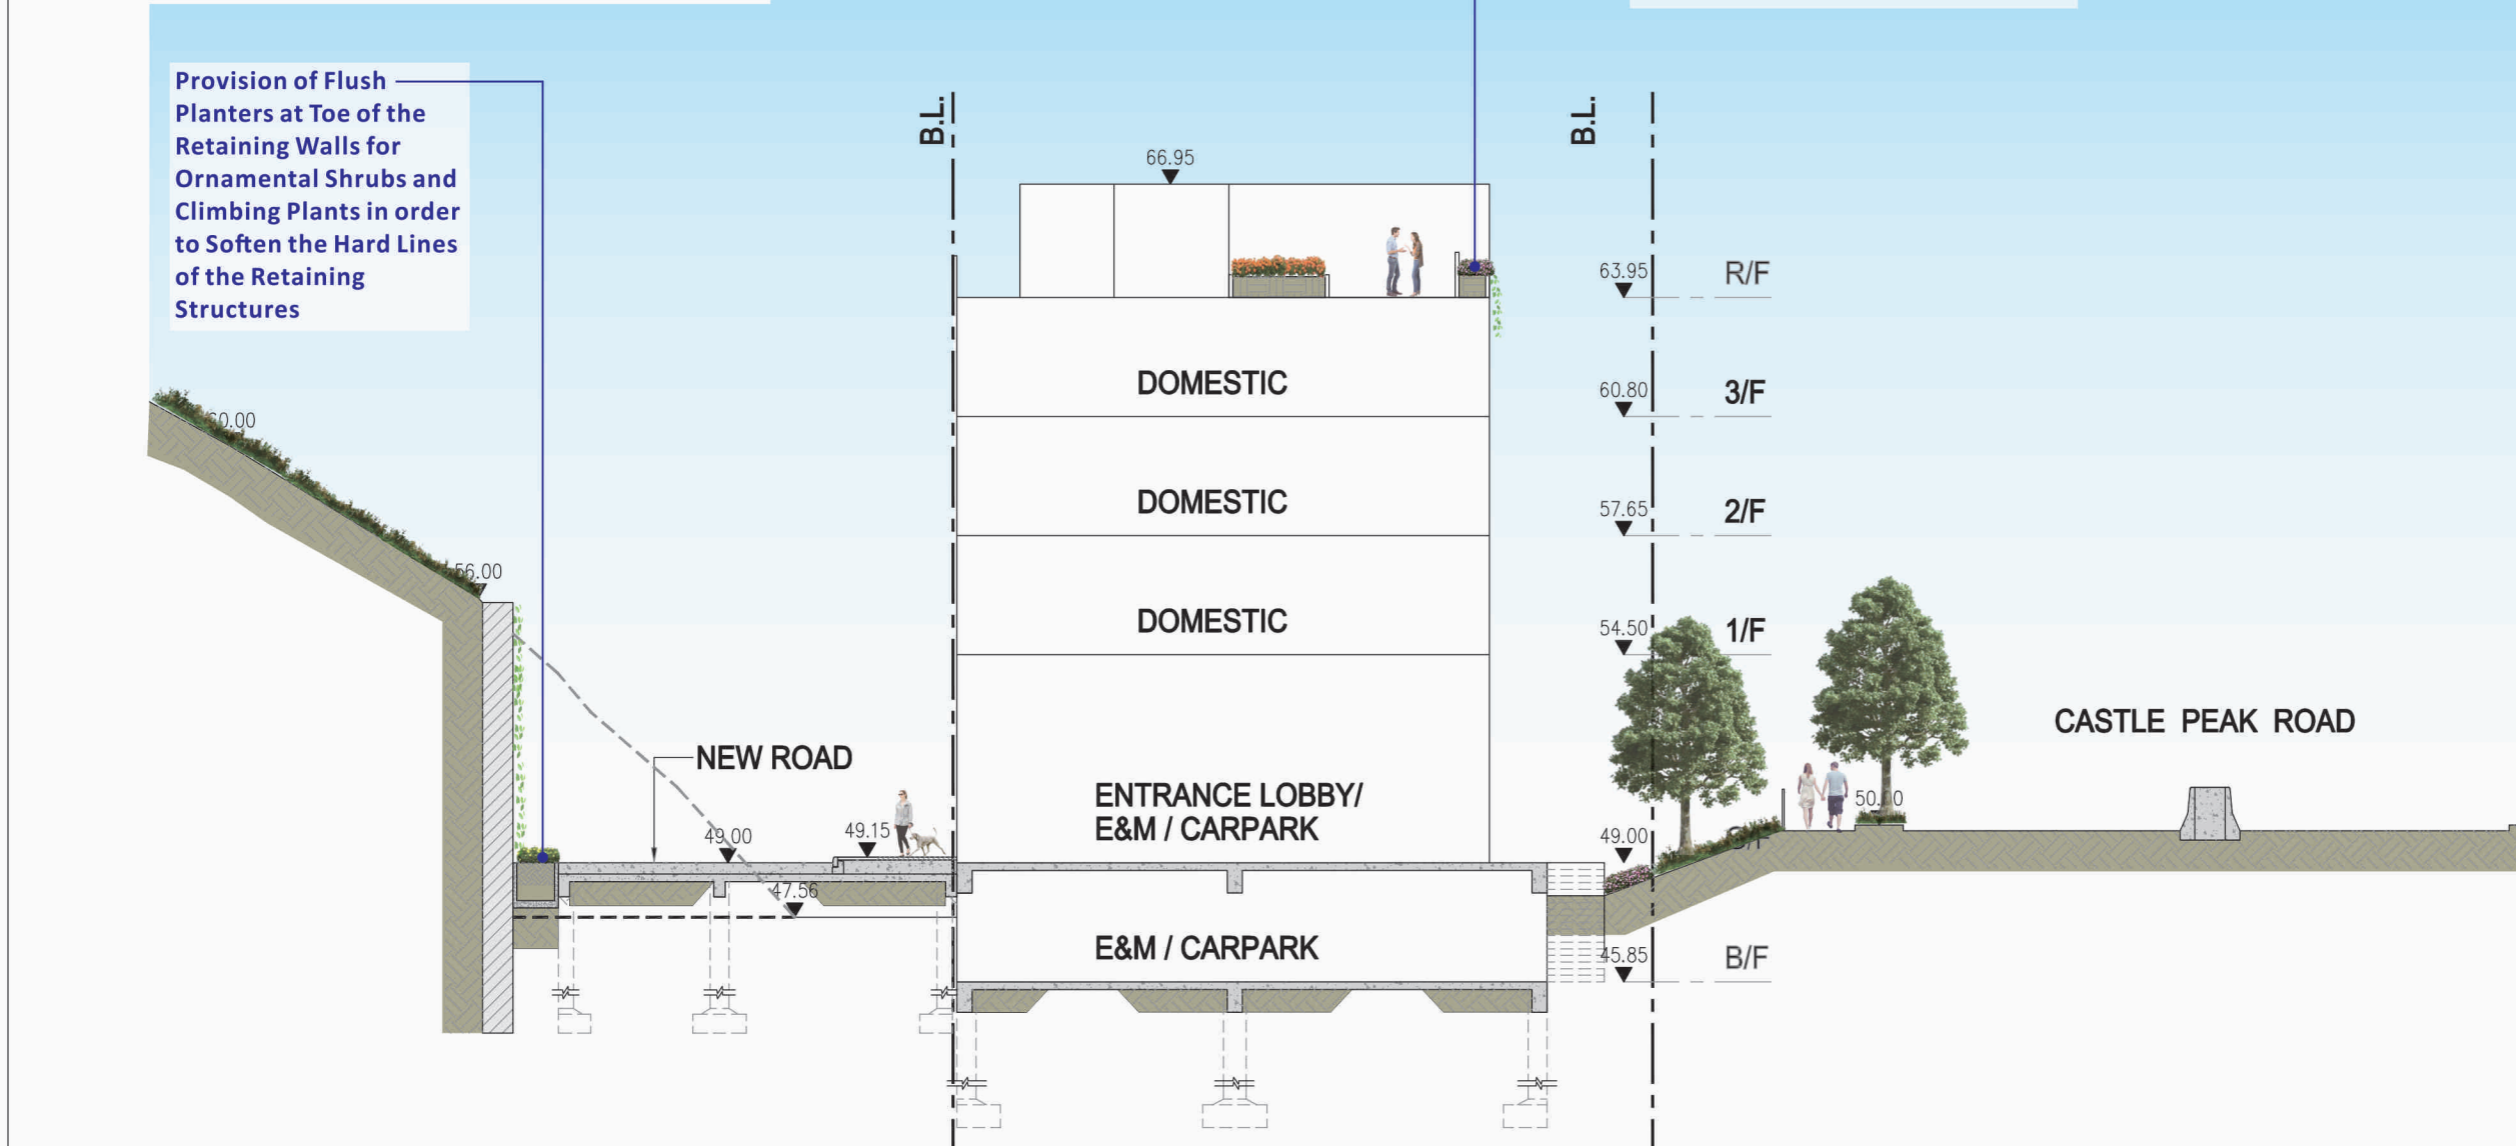 Provision of Flush
Planters at Toe of the
Retaining Walls for
Ornamental Shrubs and
Climbing Plants in order
to Soften the Hard Lines
of the Retaining
Structures
B.L.
B.L.
66.95
63.95 R/F
DOMESTIC
60.80 3/F
60.00
DOMESTIC
57.65 2/F
56.00
DOMESTIC
54.50 1/F
CASTLE PEAK ROAD
NEW ROAD
ENTRANCE LOBBY/
E&M / CARPARK
49.00
49.15
49.00
47.56
E&M / CARPARK
45.85 B/F